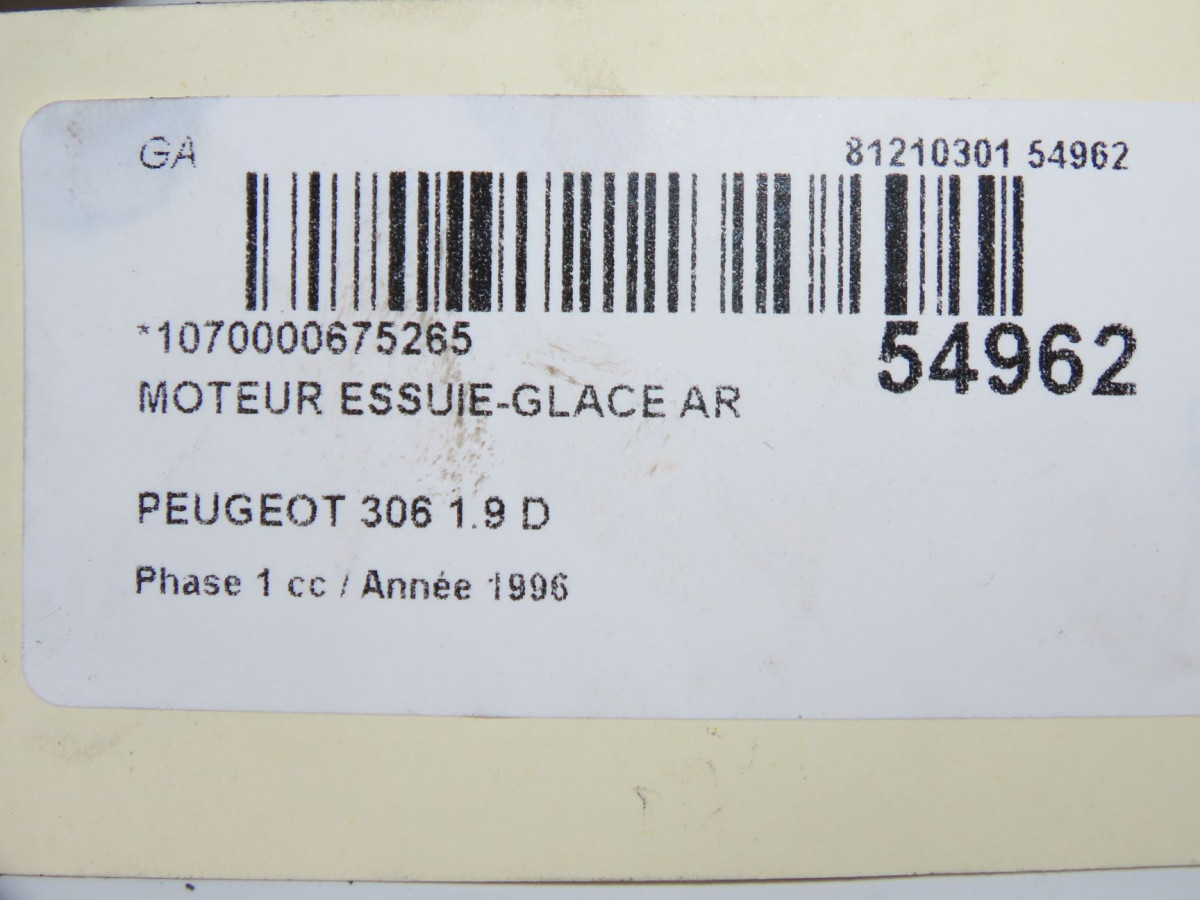 GA 81210301 54962
*1070000675265
54962
MOTEUR ESSUIE-GLACE AR
PEUGEOT 306 1.9 D
Phase 1 cc / Année 1996